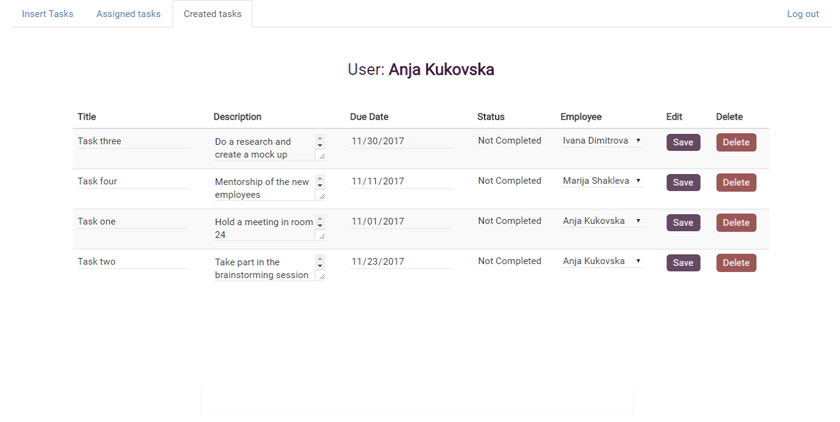 Insert Tasks Assigned tasks Created tasks Log out
User: Anja Kukovska
Title Description Due Date Status Employee Edit Delete
Task three Do a research and 11/30/2017 Not Completed Ivana Dimitrova Save Delete
create a mock up
Task four Mentorship of the new 11/11/2017 Not Completed Marija Shakleva Save Delete
employees
Task one Hold a meeting in room 11/01/2017 Not Completed Anja Kukovska Save Delete
24
Task two Take part in the 11/23/2017 Not Completed Anja Kukovska Save Delete
brainstorming session